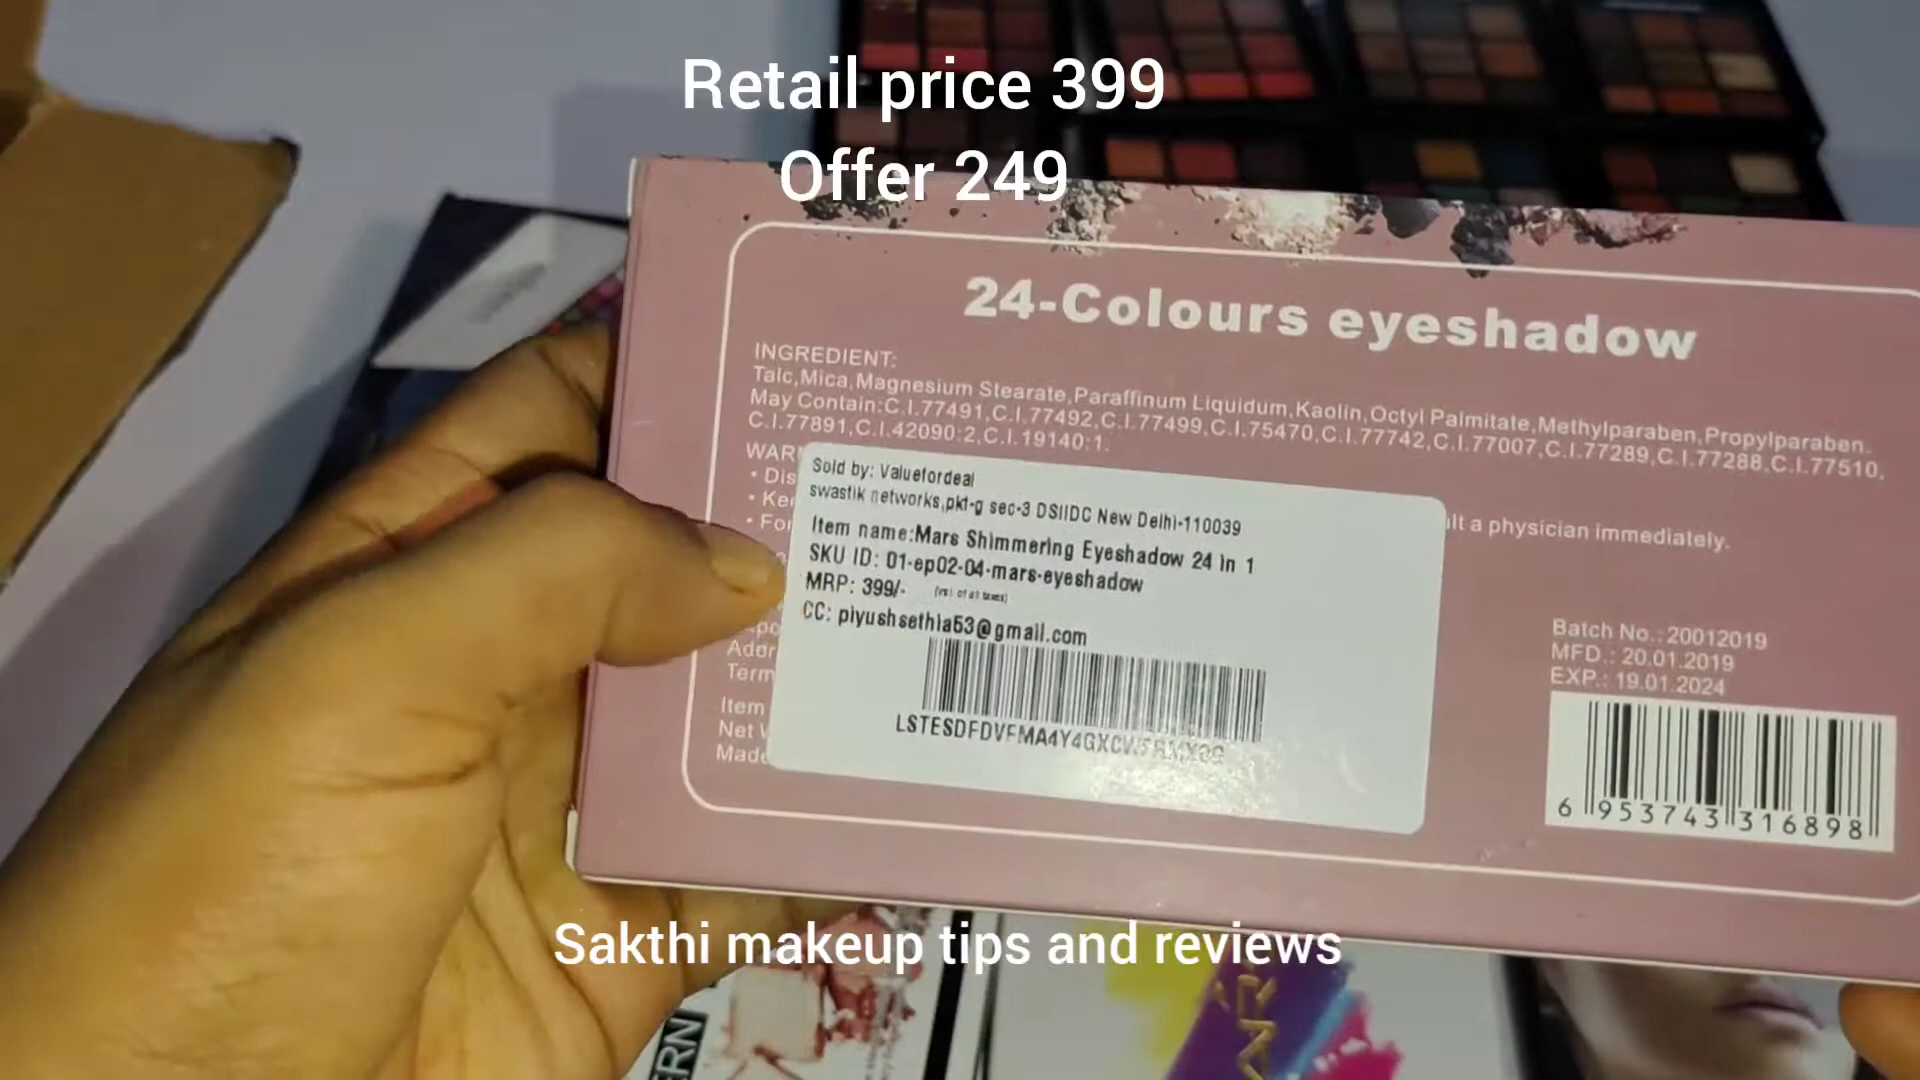 Retail price 399
Offer 249
24-Colours eyeshadow
INGREDIENT:
Talc,Mica,Magnesium Stearate,Paraffinum Liquidum,Kaolin,Octyl Palmitate,Methylparaben,Propylparaben.
May Contain:C.I.77491,C.I.77492,C.I.77499,C.I.75470,C.I.77742,C.I.77007,C.I.77289,C.I.77288,C.I.77510,
C.I.77891,C.I.42090:2,C.I.19140:1.
Sold by: Valuefordeal
swastik networks,pkt-g sec-3 DSIIDC New Delhi-110039
Item name:Mars Shimmering Eyeshadow 24 in 1
SKU ID: 01-ep02-04-mars-eyeshadow
MRP: 399/-
CC: piyushsethia53@gmail.com
a physician immediately.
Item
Net
Made
Batch No.:20012019
MFD.: 20.01.2019
EXP.: 19.01.2024
6 953743 316898
Sakthi makeup tips and reviews